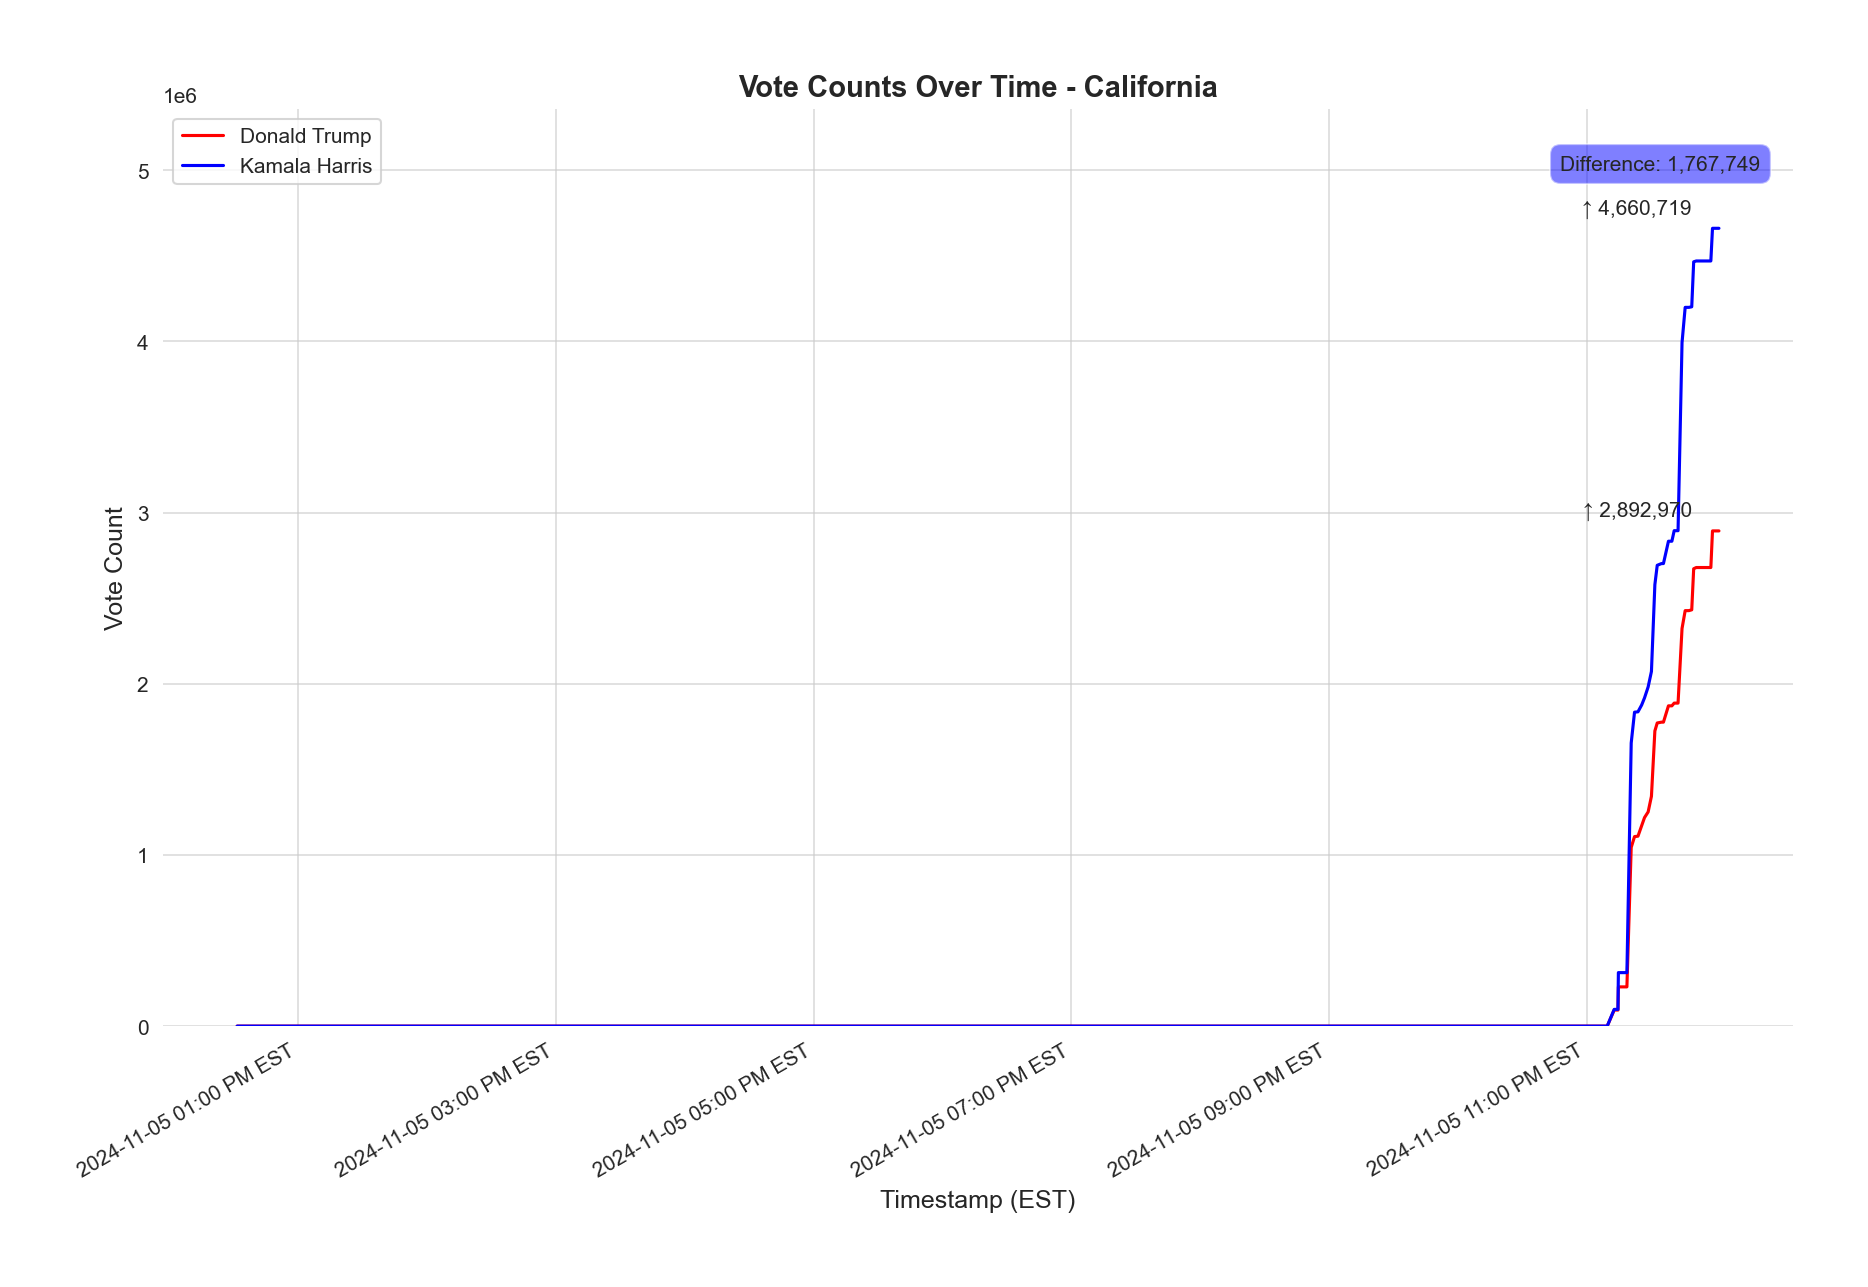 Vote Counts Over Time - California
1e6
Donald Trump
Kamala Harris
Difference: 1,767,749
↑ 4,660,719
↑ 2,892,970
5
4
3
2
1
0
Vote Count
2024-11-05 01:00 PM EST
2024-11-05 03:00 PM EST
2024-11-05 05:00 PM EST
2024-11-05 07:00 PM EST
2024-11-05 09:00 PM EST
2024-11-05 11:00 PM EST
Timestamp (EST)